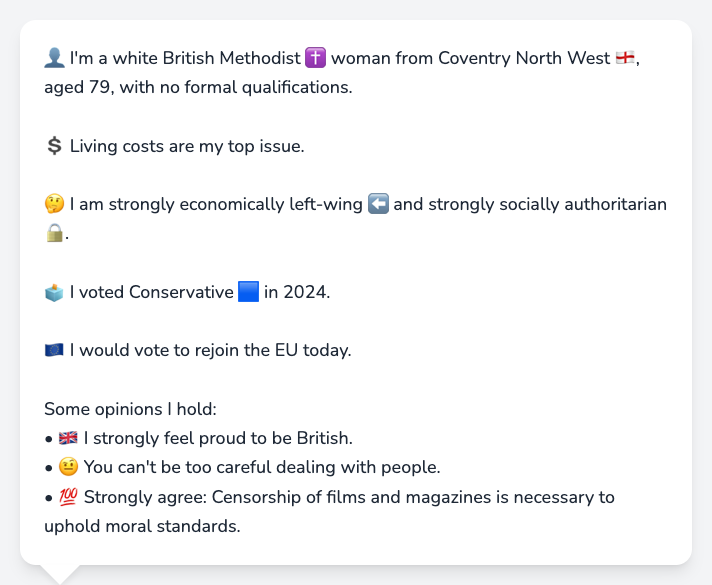 👤 I'm a white British Methodist ✝️ woman from Coventry North West 🏴󠁧󠁢󠁥󠁮󠁧󠁿,
aged 79, with no formal qualifications.
💲 Living costs are my top issue.
🤔 I am strongly economically left-wing ⬅️ and strongly socially authoritarian
🔒.
🗳️ I voted Conservative 🟦 in 2024.
🇪🇺 I would vote to rejoin the EU today.
Some opinions I hold:
• 🇬🇧 I strongly feel proud to be British.
• 🤨 You can't be too careful dealing with people.
• 💯 Strongly agree: Censorship of films and magazines is necessary to
uphold moral standards.